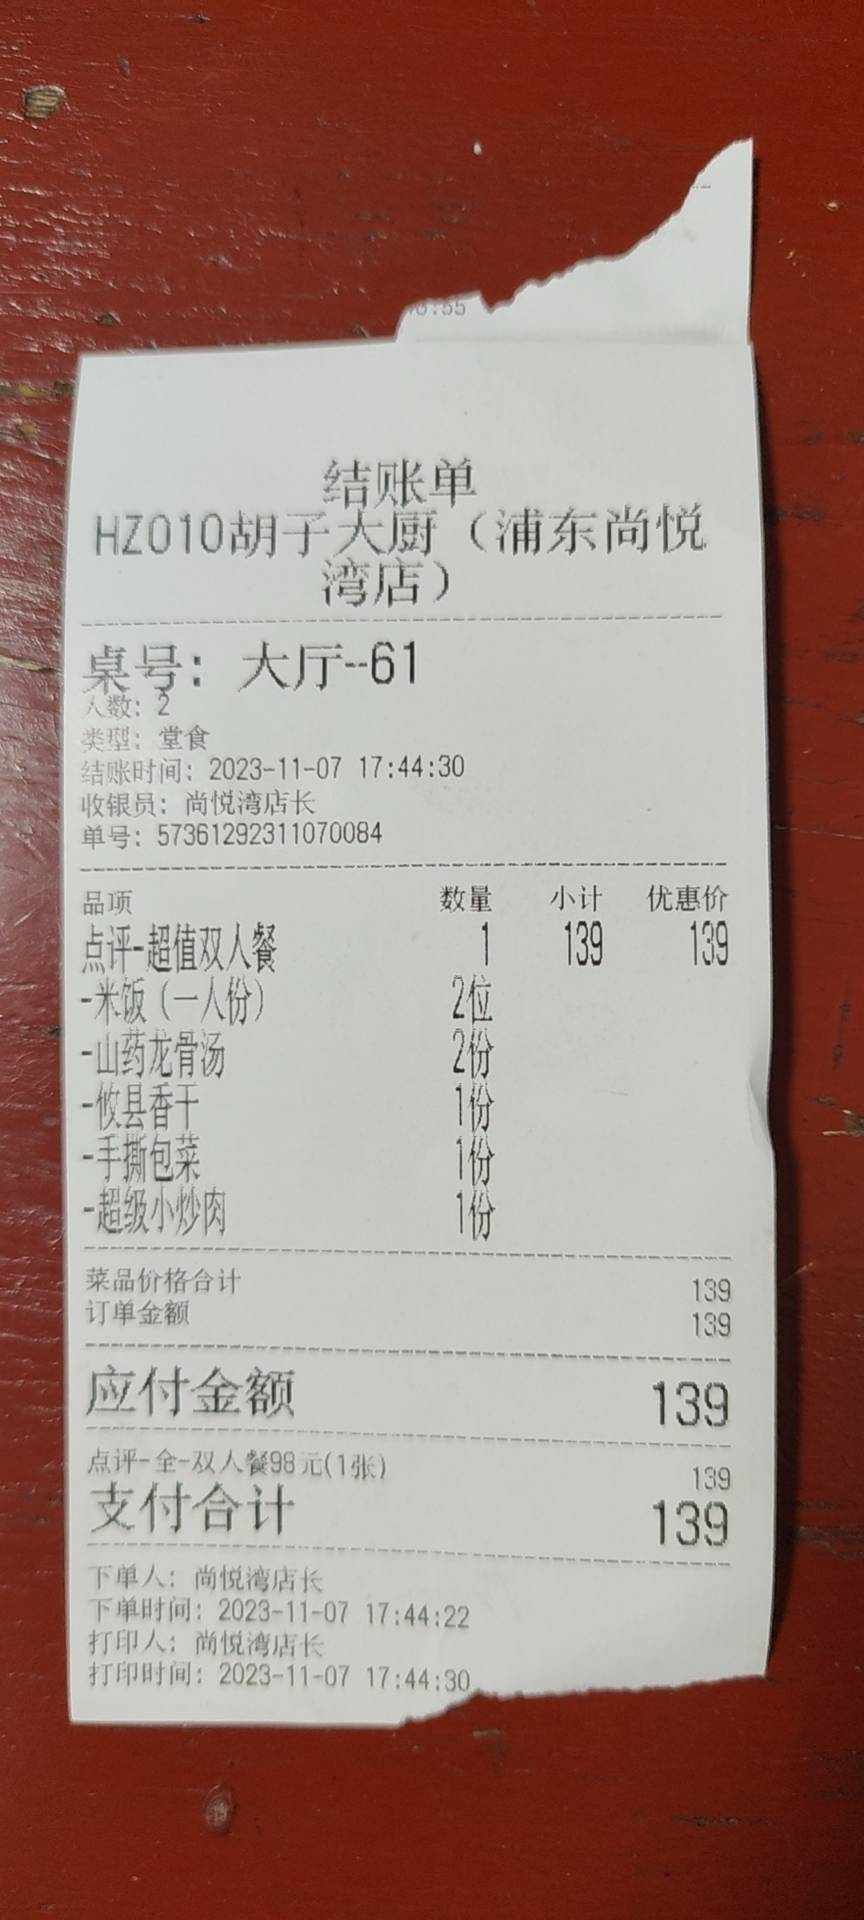 :55
结账单
HZ010胡子大厨（浦东尚悦
湾店）
桌号：大厅--61
人数：2
类型：堂食
结账时间：2023-11-07 17:44:30
收银员：尚悦湾店长
单号：57361292311070084
品项 数量 小计 优惠价
点评-超值双人餐 1 139 139
-米饭（一人份） 2位
-山药龙骨汤 2份
-攸县香干 1份
-手撕包菜 1份
-超级小炒肉 1份
菜品价格合计 139
订单金额 139
应付金额 139
点评-全-双人餐98元(1张) 139
支付合计 139
下单人：尚悦湾店长
下单时间：2023-11-07 17:44:22
打印人：尚悦湾店长
打印时间：2023-11-07 17:44:30